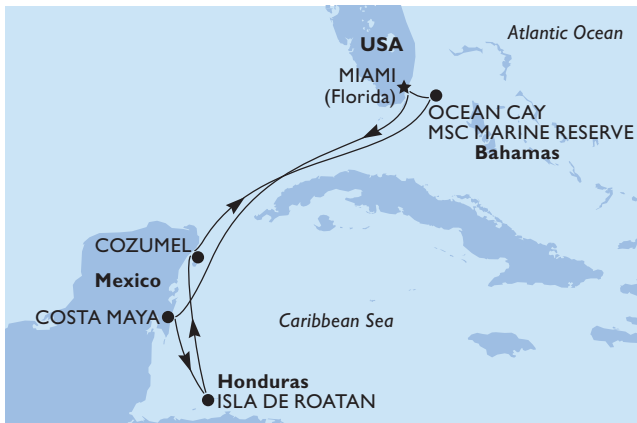 USA
Atlantic Ocean
MIAMI
(Florida)
OCEAN CAY
MSC MARINE RESERVE
Bahamas
COZUMEL
Mexico
COSTA MAYA
Caribbean Sea
Honduras
ISLA DE ROATAN